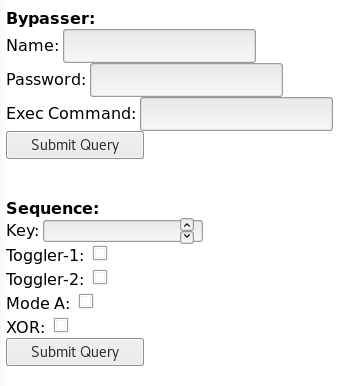 Bypasser:
Name:
Password:
Exec Command:
Submit Query
Sequence:
Key:
Toggler-1:
Toggler-2:
Mode A:
XOR:
Submit Query